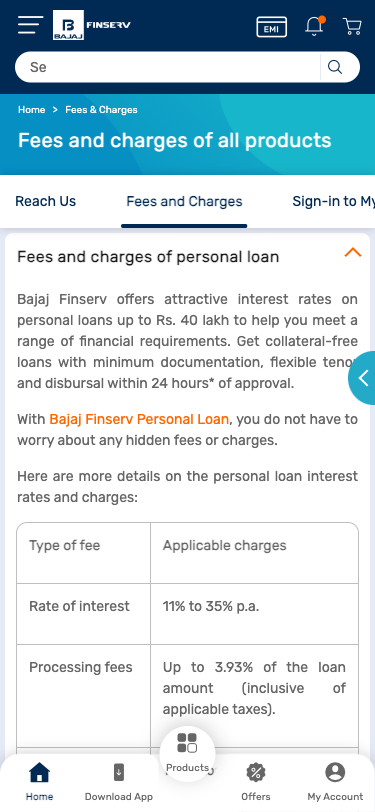 B
BAJAJ
FINSERV
EMI
Se
Home > Fees & Charges
Fees and charges of all products
Reach Us
Fees and Charges
Sign-in to My
Fees and charges of personal loan
Bajaj Finserv offers attractive interest rates on
personal loans up to Rs. 40 lakh to help you meet a
range of financial requirements. Get collateral-free
loans with minimum documentation, flexible tenor
and disbursal within 24 hours* of approval.
With Bajaj Finserv Personal Loan, you do not have to
worry about any hidden fees or charges.
Here are more details on the personal loan interest
rates and charges:
Type of fee
Applicable charges
Rate of interest
11% to 35% p.a.
Processing fees
Up to 3.93% of the loan
amount (inclusive of
applicable taxes).
Products
Home
Download App
Offers
My Account